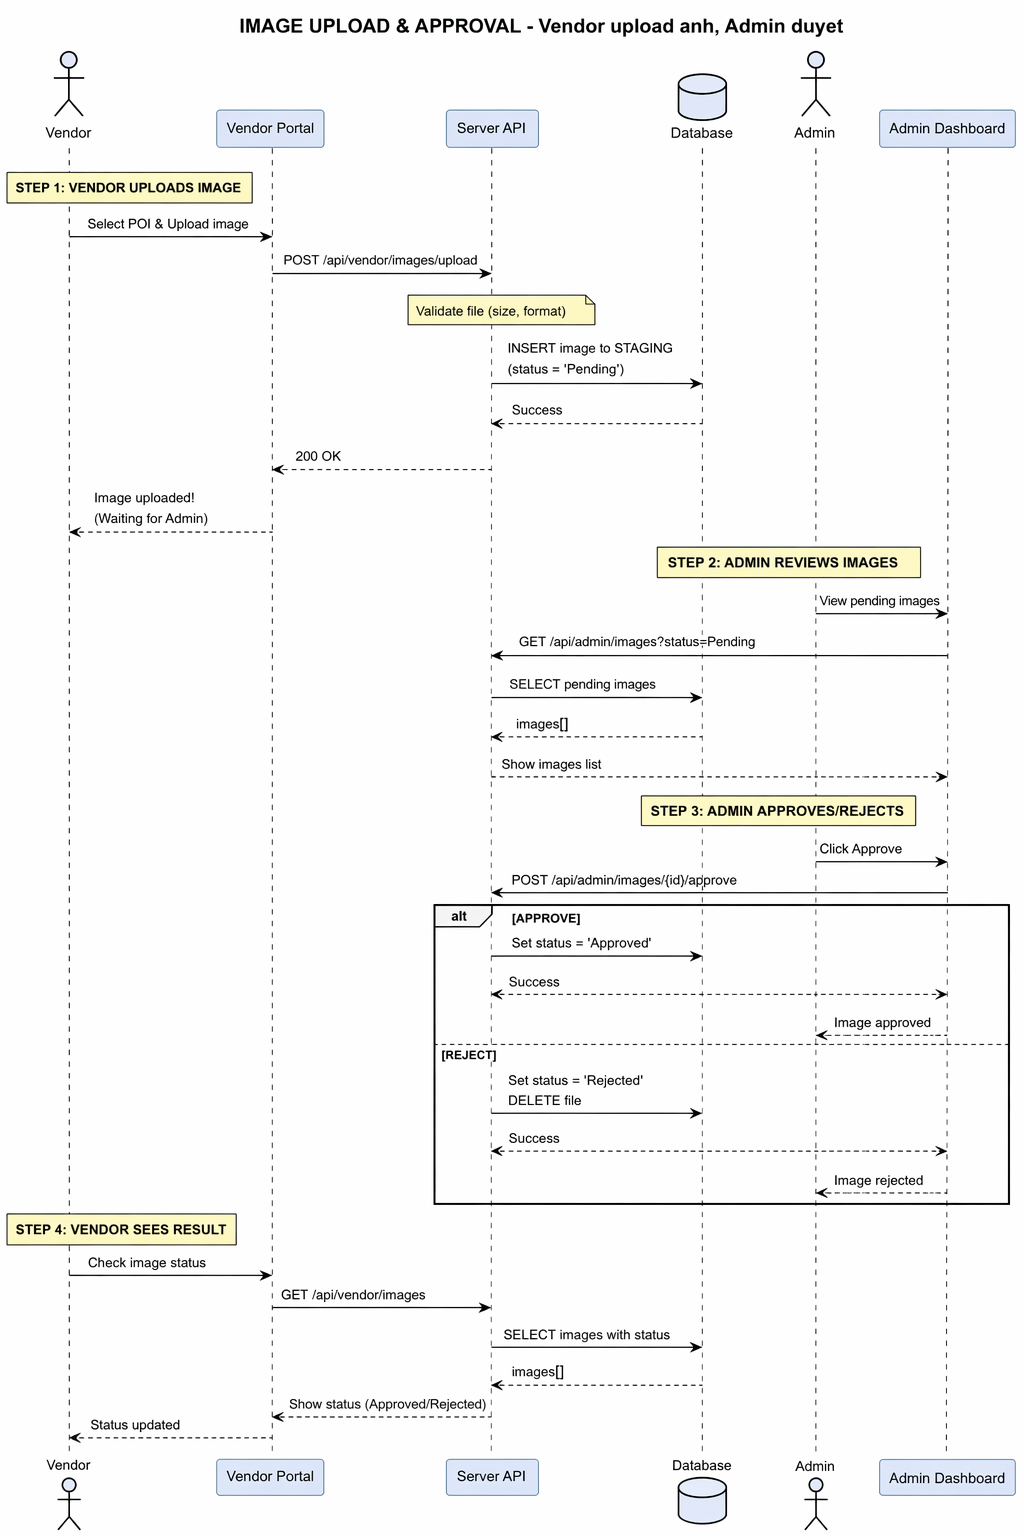 IMAGE UPLOAD & APPROVAL - Vendor upload anh, Admin duyet
Vendor
Vendor Portal
Server API
Database
Admin
Admin Dashboard
STEP 1: VENDOR UPLOADS IMAGE
Select POI & Upload image
POST /api/vendor/images/upload
Validate file (size, format)
INSERT image to STAGING
(status = 'Pending')
Success
200 OK
Image uploaded!
(Waiting for Admin)
STEP 2: ADMIN REVIEWS IMAGES
View pending images
GET /api/admin/images?status=Pending
SELECT pending images
images[]
Show images list
STEP 3: ADMIN APPROVES/REJECTS
Click Approve
POST /api/admin/images/{id}/approve
alt
[APPROVE]
Set status = 'Approved'
Success
Image approved
[REJECT]
Set status = 'Rejected'
DELETE file
Success
Image rejected
STEP 4: VENDOR SEES RESULT
Check image status
GET /api/vendor/images
SELECT images with status
images[]
Show status (Approved/Rejected)
Status updated
Vendor
Vendor Portal
Server API
Database
Admin
Admin Dashboard